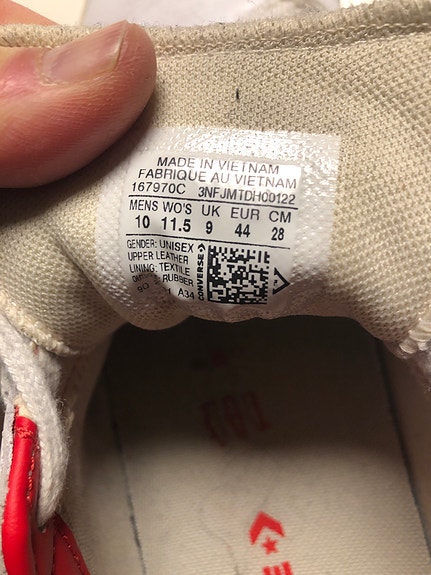 MADE IN VIETNAM
FABRIQUE AU VIETNAM
167970C 3NFJMTDH00122
MENS WO'S UK EUR CM
10 11.5 9 44 28
GENDER: UNISEX
UPPER LEATHER
LINING: TEXTILE
RUBBER
A34
CONVERSE